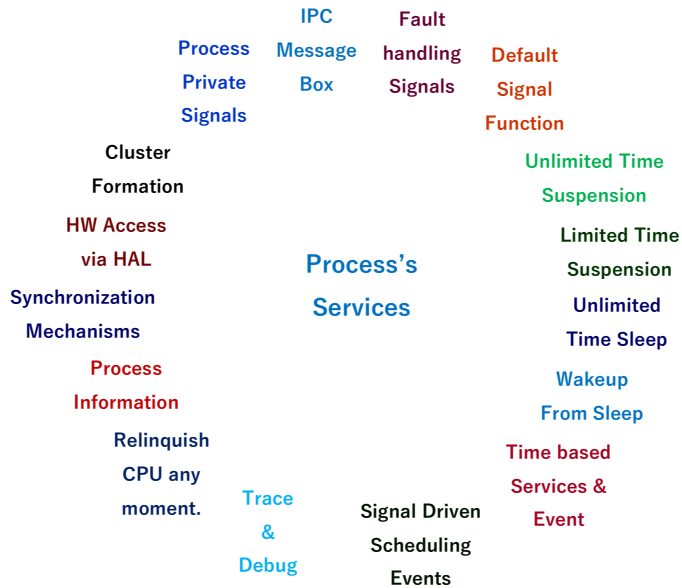 IPC
Message
Box
Fault
handling
Signals
Default
Signal
Function
Unlimited Time
Suspension
Limited Time
Suspension
Unlimited
Time Sleep
Wakeup
From Sleep
Time based
Services &
Event
Signal Driven
Scheduling
Events
Trace
&
Debug
Relinquish
CPU any
moment.
Process
Information
Synchronization
Mechanisms
HW Access
via HAL
Cluster
Formation
Process
Private
Signals
Process’s
Services